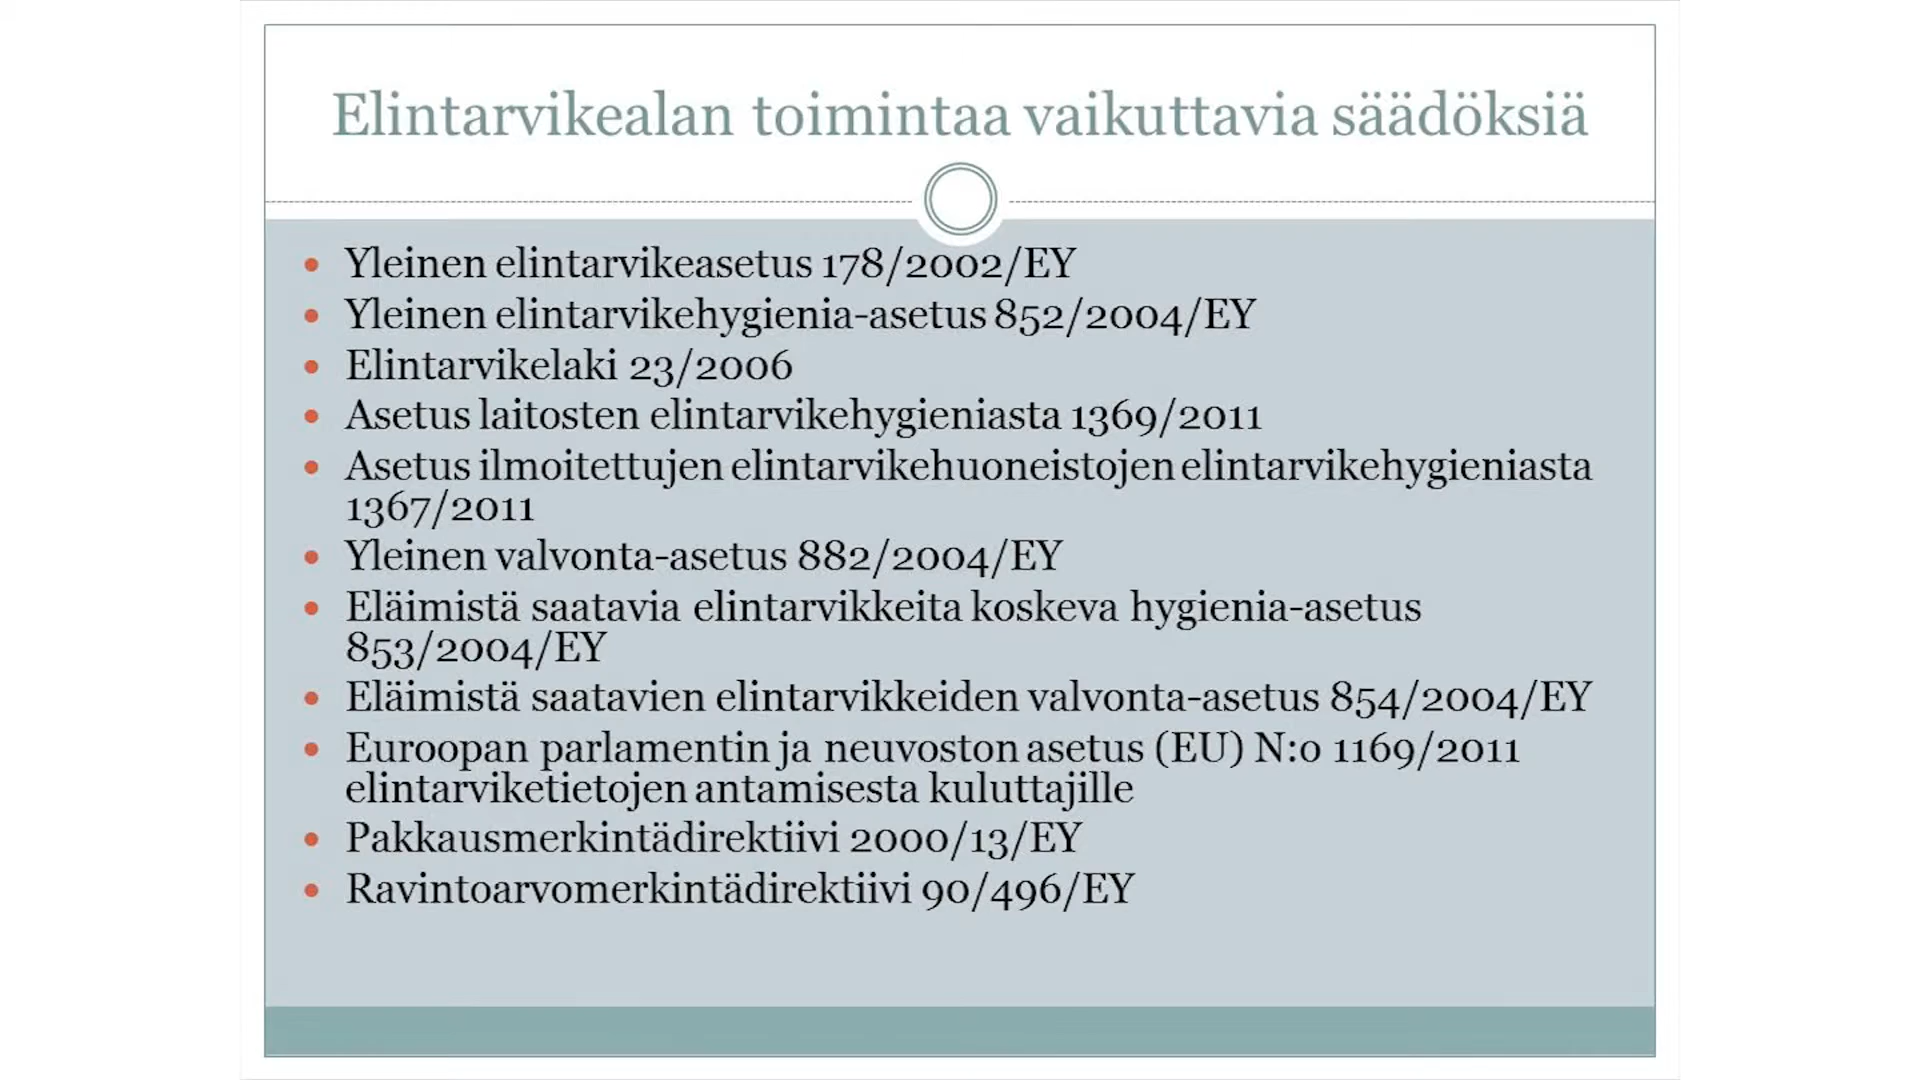 Elintarvikealan toimintaa vaikuttavia säädöksiä
• Yleinen elintarvikeasetus 178/2002/EY
• Yleinen elintarvikehygienia-asetus 852/2004/EY
• Elintarvikelaki 23/2006
• Asetus laitosten elintarvikehygieniasta 1369/2011
• Asetus ilmoitettujen elintarvikehuoneistojen elintarvikehygieniasta
1367/2011
• Yleinen valvonta-asetus 882/2004/EY
• Eläimistä saatavia elintarvikkeita koskeva hygienia-asetus
853/2004/EY
• Eläimistä saatavien elintarvikkeiden valvonta-asetus 854/2004/EY
• Euroopan parlamentin ja neuvoston asetus (EU) N:o 1169/2011
elintarviketietojen antamisesta kuluttajille
• Pakkausmerkintädirektiivi 2000/13/EY
• Ravintoarvomerkintädirektiivi 90/496/EY